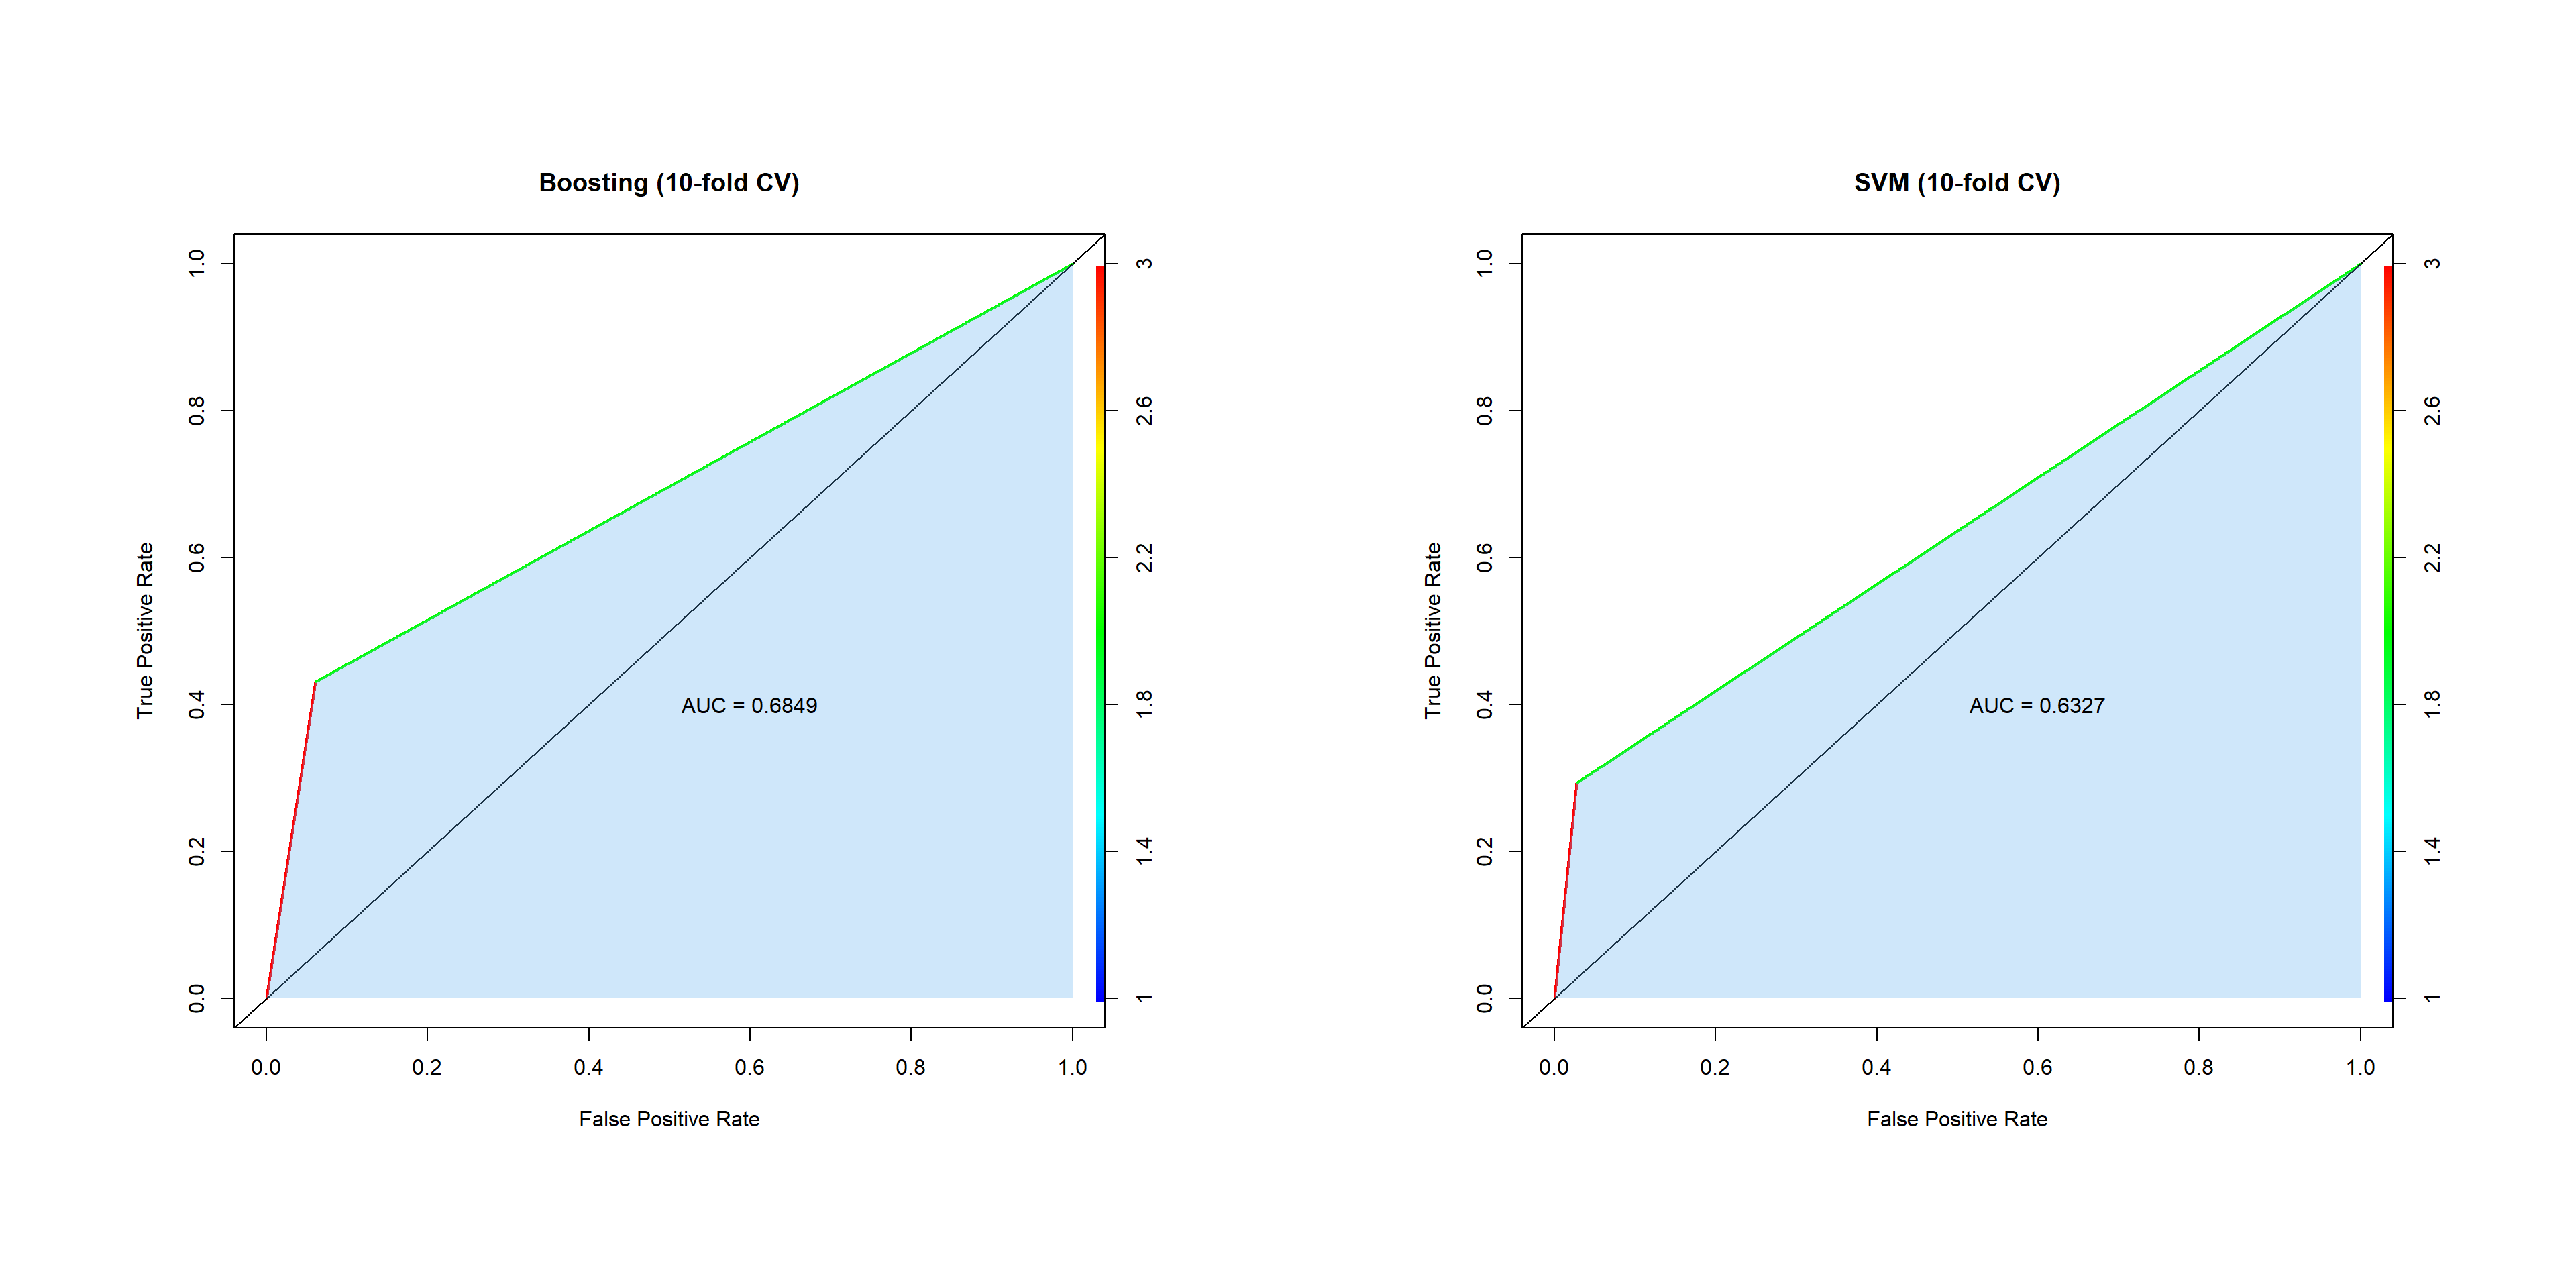 Boosting (10-fold CV)
True Positive Rate
1.0
0.8
0.6
0.4
0.2
0.0
AUC = 0.6849
3
2.6
2.2
1.8
1.4
1
0.0 0.2 0.4 0.6 0.8 1.0
False Positive Rate
SVM (10-fold CV)
True Positive Rate
1.0
0.8
0.6
0.4
0.2
0.0
AUC = 0.6327
3
2.6
2.2
1.8
1.4
1
0.0 0.2 0.4 0.6 0.8 1.0
False Positive Rate